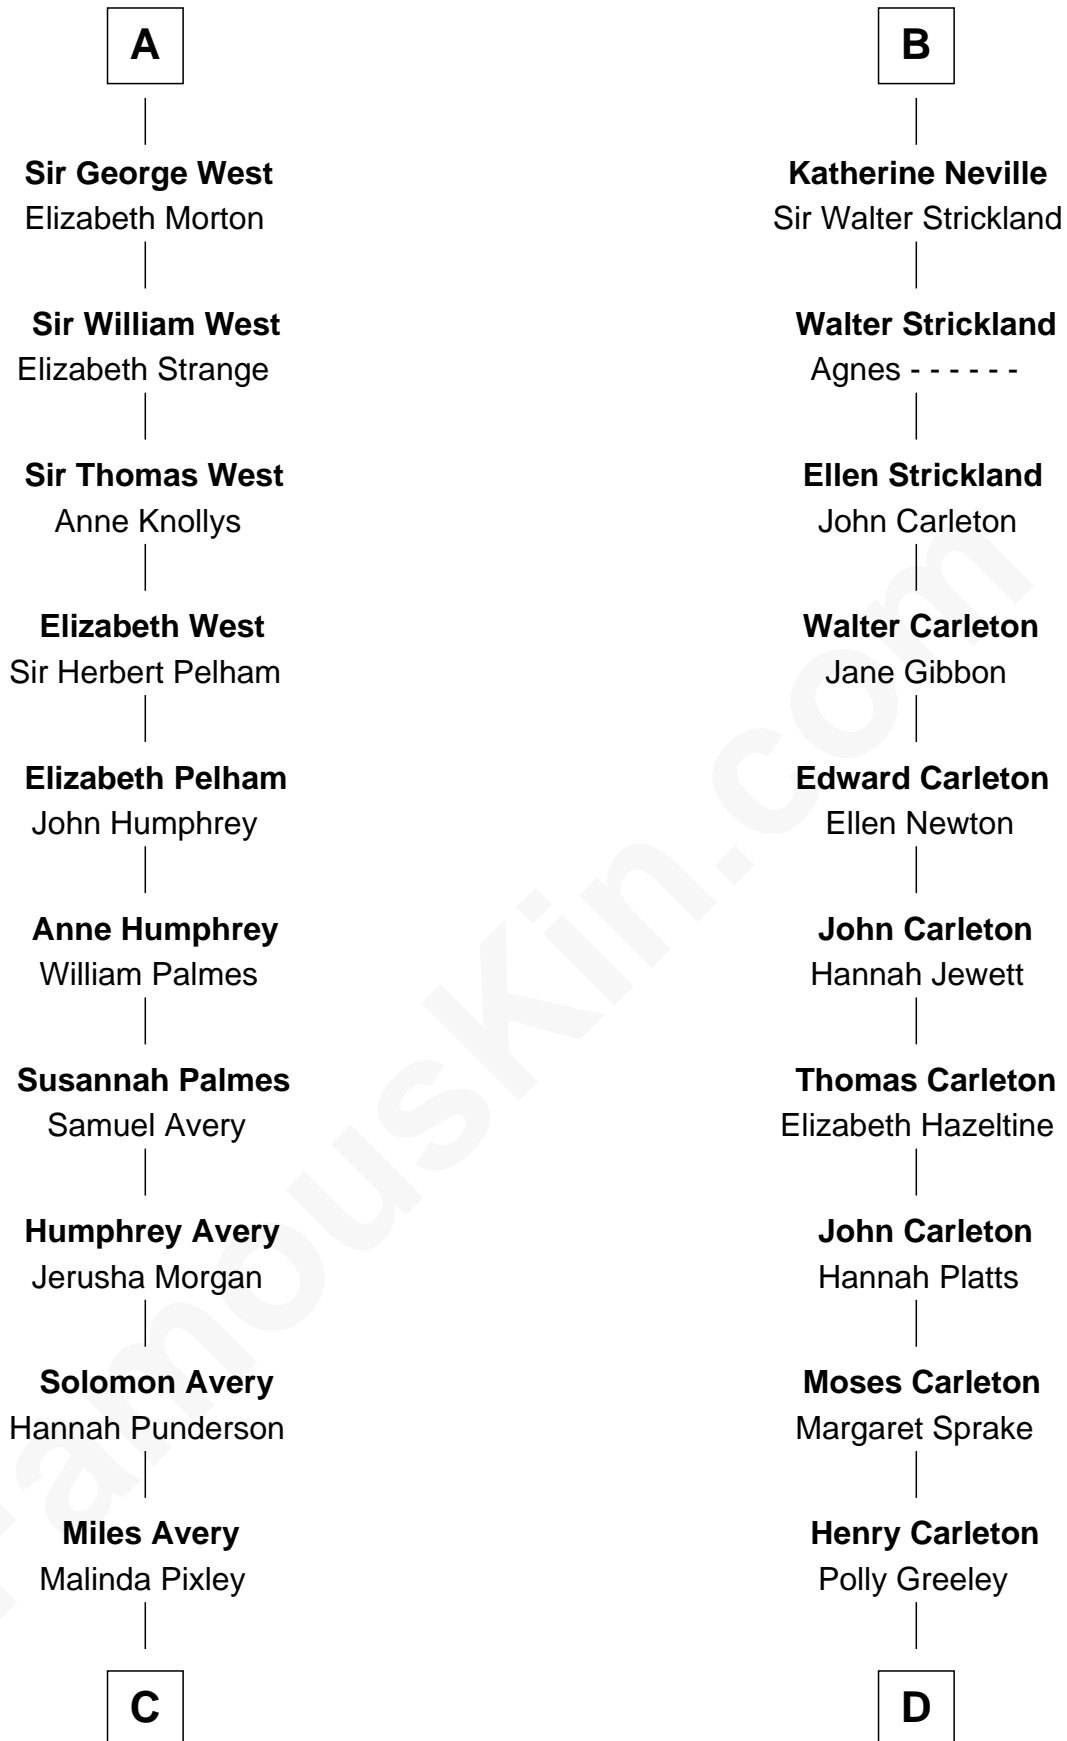 A
Sir George West
Elizabeth Morton
Sir William West
Elizabeth Strange
Sir Thomas West
Anne Knollys
Elizabeth West
Sir Herbert Pelham
Elizabeth Pelham
John Humphrey
Anne Humphrey
William Palmes
Susannah Palmes
Samuel Avery
Humphrey Avery
Jerusha Morgan
Solomon Avery
Hannah Punderson
Miles Avery
Malinda Pixley
C
B
Katherine Neville
Sir Walter Strickland
Walter Strickland
Agnes - - - - - -
Ellen Strickland
John Carleton
Walter Carleton
Jane Gibbon
Edward Carleton
Ellen Newton
John Carleton
Hannah Jewett
Thomas Carleton
Elizabeth Hazeltine
John Carleton
Hannah Platts
Moses Carleton
Margaret Sprake
Henry Carleton
Polly Greeley
D
FamousKin.com